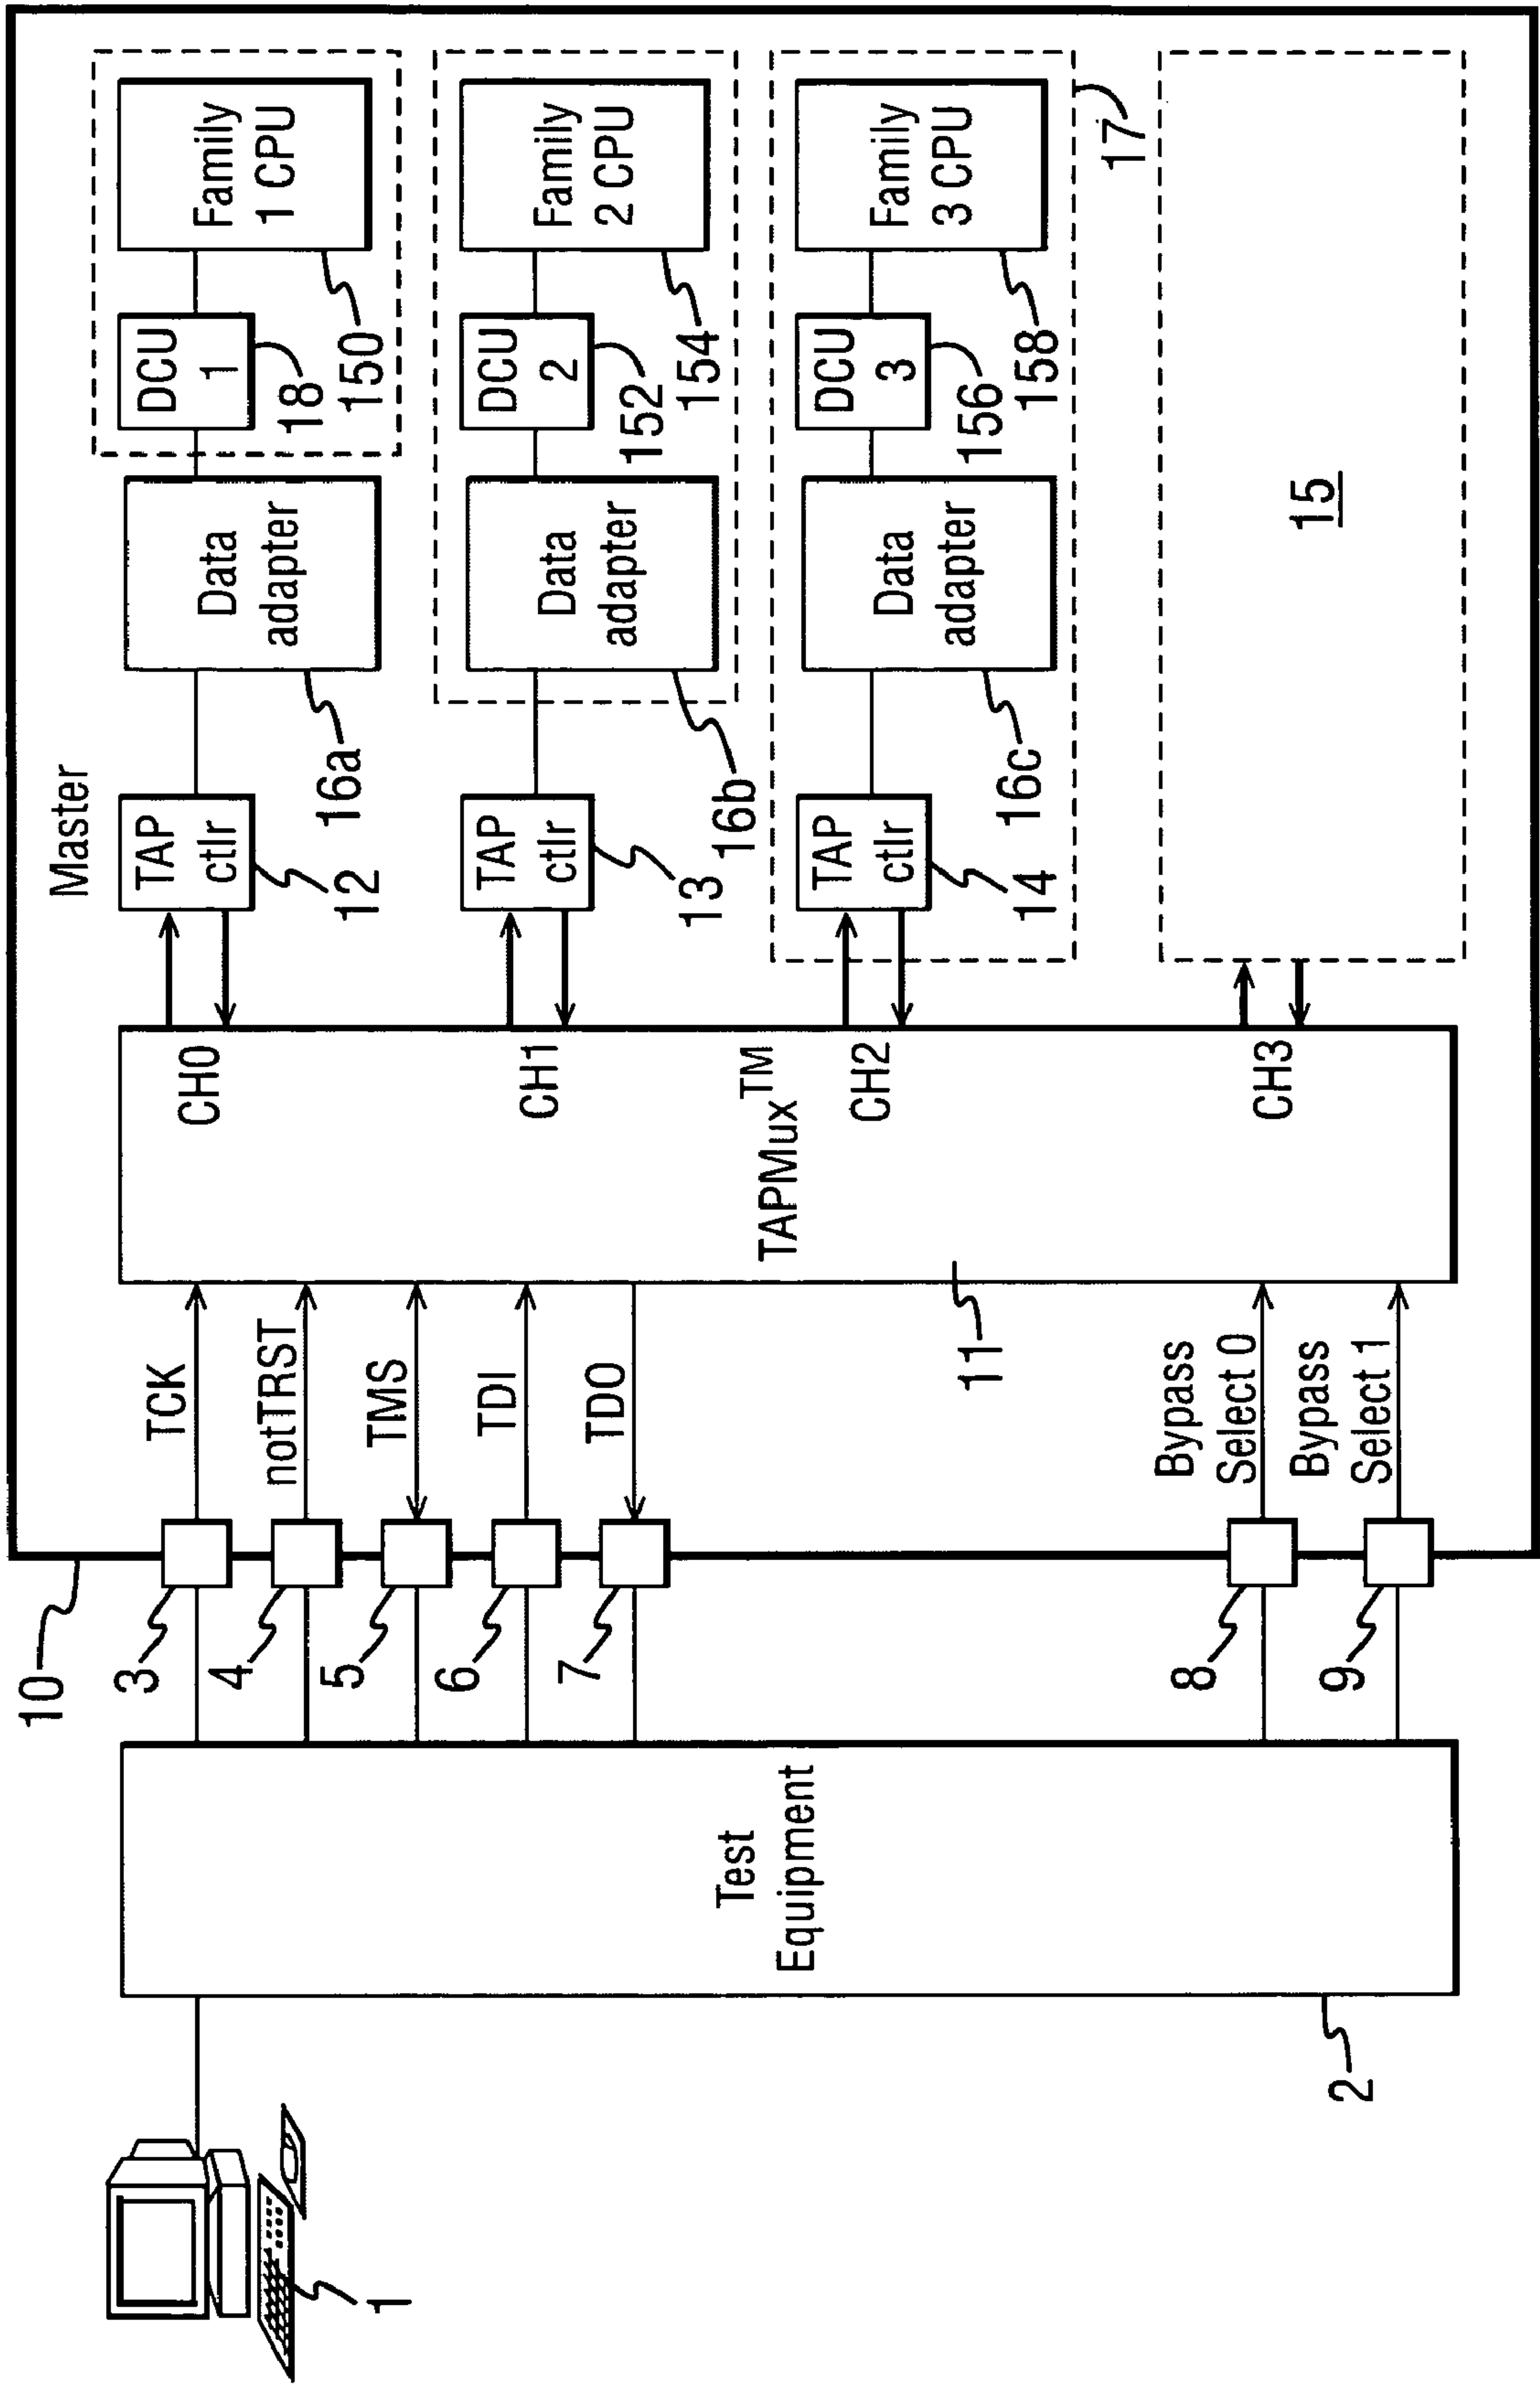 Master
TAP
ctlr
12
Data
adapter
16a
DCU
1
18
Family
1 CPU
150
TAP
ctlr
13
Data
adapter
16b
DCU
2
152
Family
2 CPU
154
TAP
ctlr
14
Data
adapter
16c
DCU
3
156
Family
3 CPU
158
17
15
CH0
CH1
CH2
CH3
TAPMux™
11
10
TCK
3
notTRST
4
TMS
5
TDI
6
TDO
7
Bypass
Select 0
8
Bypass
Select 1
9
Test
Equipment
2
1